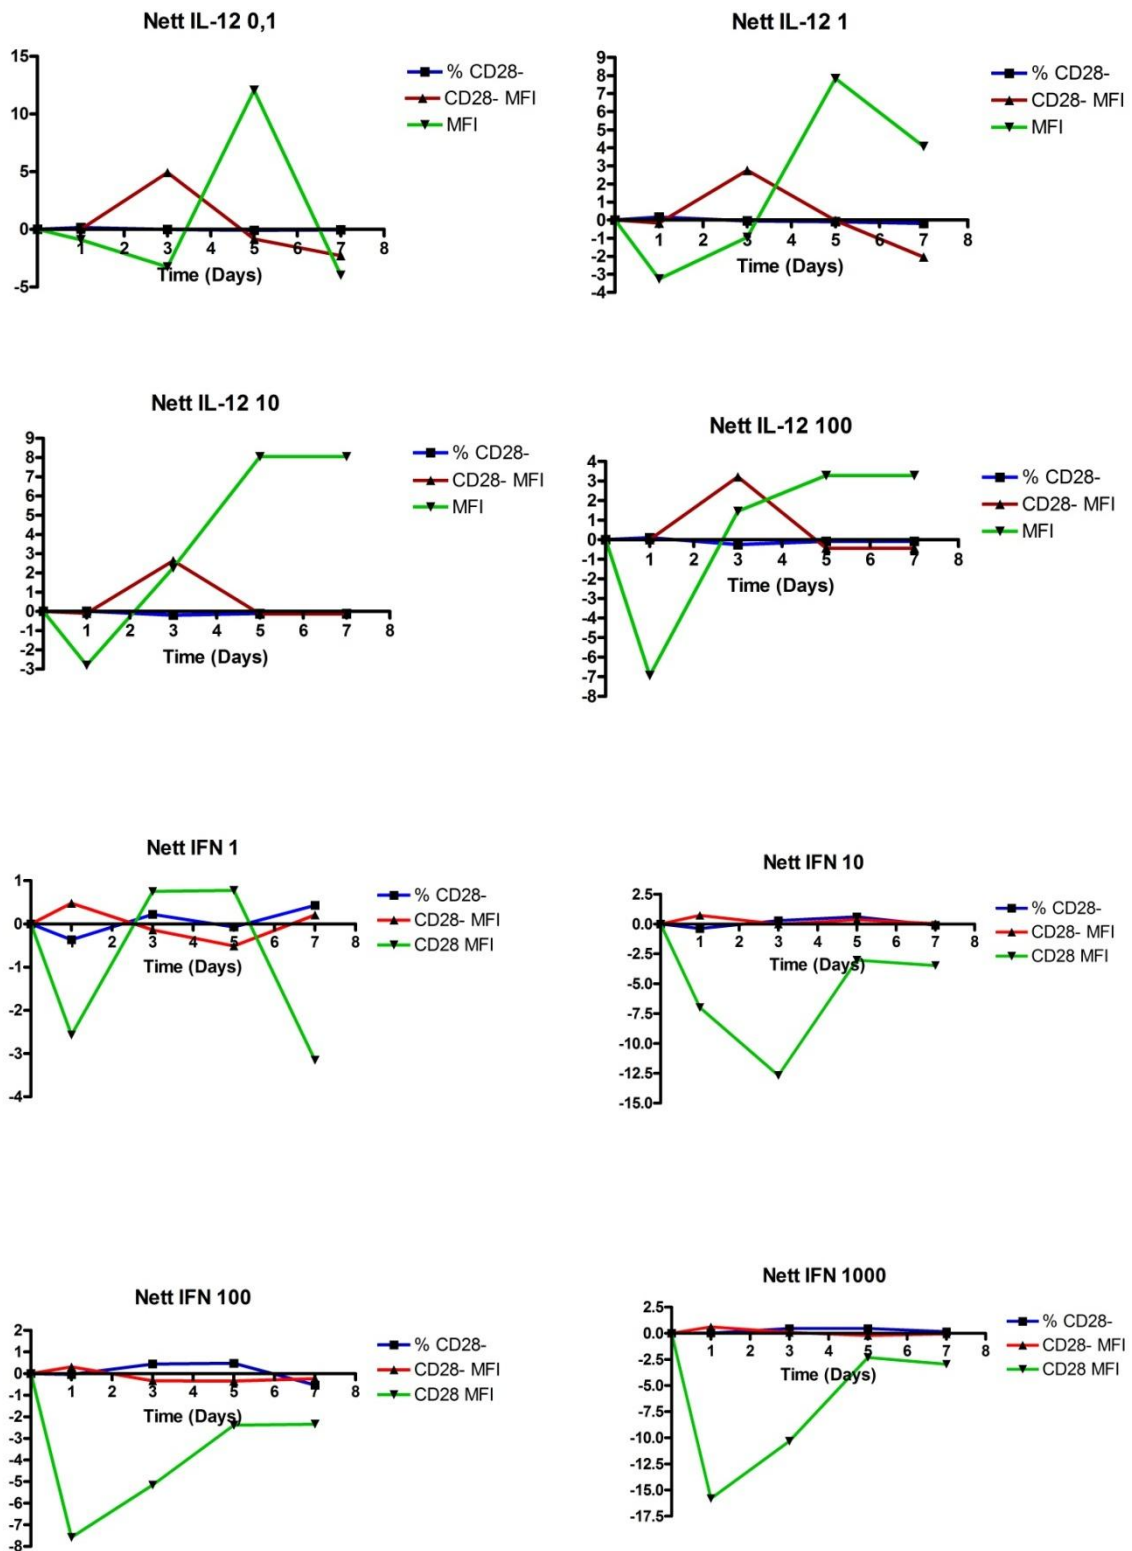 Nett IL-12 0,1
15
10
5
0
-5
1 2 3 4 5 6 7 8
Time (Days)
% CD28-
CD28- MFI
MFI
Nett IL-12 1
9
8
7
6
5
4
3
2
1
0
-1
-2
-3
-4
1 2 3 4 5 6 7 8
Time (Days)
% CD28-
CD28- MFI
MFI
Nett IL-12 10
9
8
7
6
5
4
3
2
1
0
-1
-2
-3
1 2 3 4 5 6 7 8
Time (Days)
% CD28-
CD28- MFI
MFI
Nett IL-12 100
4
3
2
1
0
-1
-2
-3
-4
-5
-6
-7
-8
1 2 3 4 5 6 7 8
Time (Days)
% CD28-
CD28- MFI
MFI
Nett IFN 1
1
0
-1
-2
-3
-4
1 2 3 4 5 6 7 8
Time (Days)
% CD28-
CD28- MFI
CD28 MFI
Nett IFN 10
2.5
0.0
-2.5
-5.0
-7.5
-10.0
-12.5
-15.0
1 2 3 4 5 6 7 8
Time (Days)
% CD28-
CD28- MFI
CD28 MFI
Nett IFN 100
2
1
0
-1
-2
-3
-4
-5
-6
-7
-8
1 2 3 4 5 6 7 8
Time (Days)
% CD28-
CD28- MFI
CD28 MFI
Nett IFN 1000
2.5
0.0
-2.5
-5.0
-7.5
-10.0
-12.5
-15.0
-17.5
1 2 3 4 5 6 7 8
Time (Days)
% CD28-
CD28- MFI
CD28 MFI